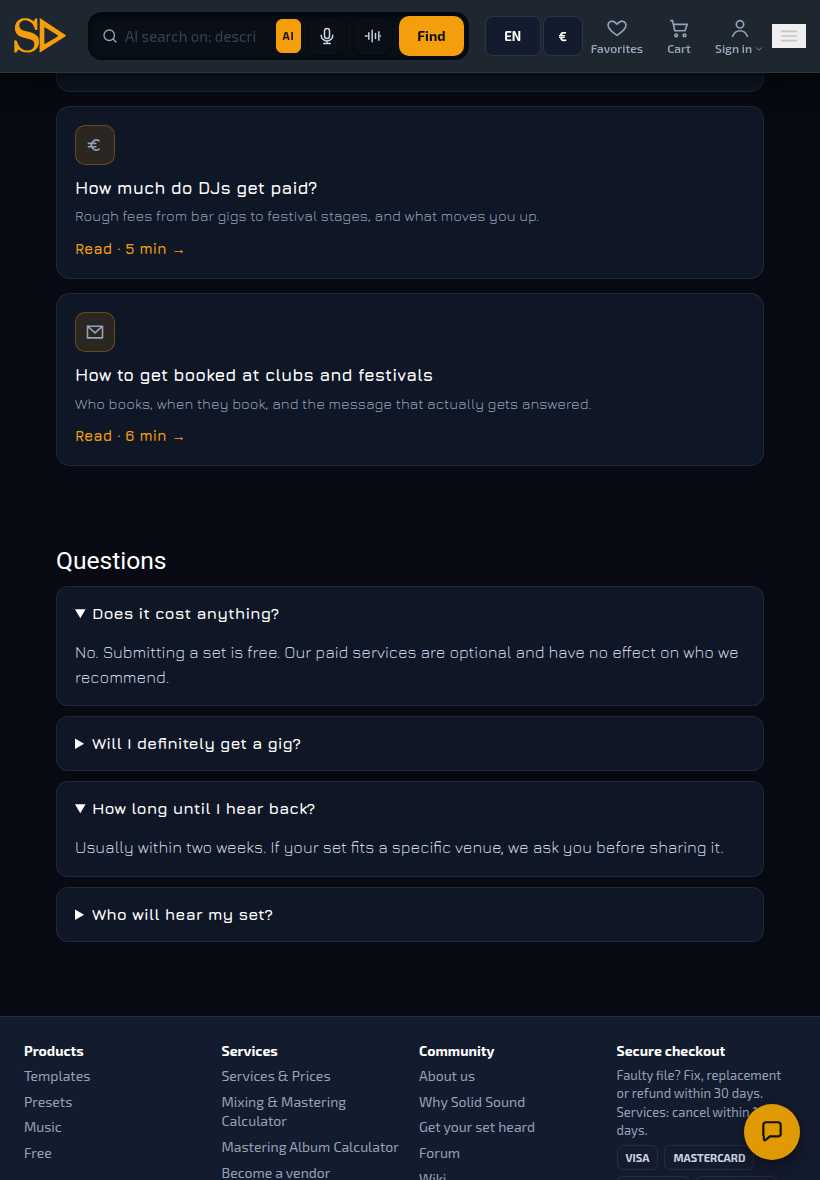 S
AI search on: descri
AI
Find
EN
€
Favorites
Cart
Sign in
€
How much do DJs get paid?
Rough fees from bar gigs to festival stages, and what moves you up.
Read · 5 min →
How to get booked at clubs and festivals
Who books, when they book, and the message that actually gets answered.
Read · 6 min →
Questions
▼ Does it cost anything?
No. Submitting a set is free. Our paid services are optional and have no effect on who we
recommend.
▶ Will I definitely get a gig?
▼ How long until I hear back?
Usually within two weeks. If your set fits a specific venue, we ask you before sharing it.
▶ Who will hear my set?
Products
Templates
Presets
Music
Free
Services
Services & Prices
Mixing & Mastering
Calculator
Mastering Album Calculator
Become a vendor
Community
About us
Why Solid Sound
Get your set heard
Forum
Wiki
Secure checkout
Faulty file? Fix, replacement
or refund within 30 days.
Services: cancel within
days.
VISA
MASTERCARD